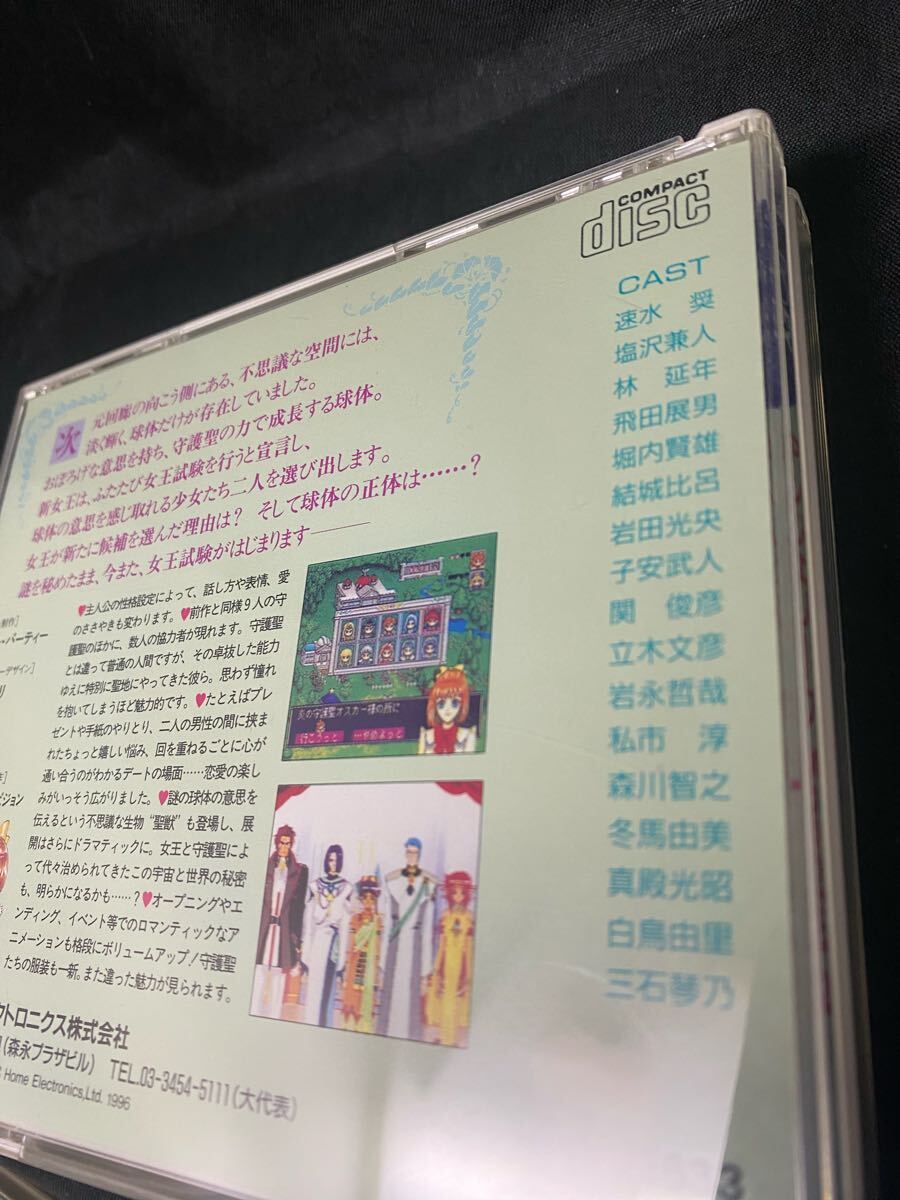 COMPACT
disc
CAST
速水 奨
塩沢兼人
林 延年
飛田展男
堀内賢雄
結城比呂
岩田光央
子安武人
関 俊彦
立木文彦
岩永哲哉
私市 淳
森川智之
冬馬由美
真殿光昭
白鳥由里
三石琴乃
次元回廊の向こう側にある、不思議な空間には、
淡く輝く、球体だけが存在していました。
おぼろげな意思を持ち、守護聖の力で成長する球体。
新女王は、ふたたび女王試験を行うと宣言し、
球体の意思を感じ取れる少女たち二人を選び出します。
女王が新たに候補を選んだ理由は? そして球体の正体は……?
謎を秘めたまま、今また、女王試験がはじまります――
♥主人公の性格設定によって、話し方や表情、愛
のささやきも変わります。♥前作と同様9人の守
護聖のほかに、数人の協力者が現れます。守護聖
とは違って普通の人間ですが、その卓抜した能力
ゆえに特別に聖地にやってきた彼ら。思わず憧れ
を抱いてしまうほど魅力的です。♥たとえばプレ
ゼントや手紙のやりとり、二人の男性の間に挟ま
れたちょっと嬉しい悩み、回を重ねるごとに心が
通い合うのがわかるデートの場面……恋愛の楽し
みがいっそう広がりました。♥謎の球体の意思を
伝えるという不思議な生物“聖獣”も登場し、展
開はさらにドラマティックに。女王と守護聖によ
って代々治められてきたこの宇宙と世界の秘密
も、明らかになるかも……?♥オープニングやエ
ンディング、イベント等でのロマンティックなア
ニメーションも格段にボリュームアップ!守護聖
たちの服装も一新。また違った魅力が見られます。
炎の守護聖オスカー様の所に
行こうっと …やめよっと
制作]
・パーティー
ーデザイン]
リ
]
ビジョン
クトロニクス株式会社
(森永プラザビル) TEL.03-3454-5111(大代表)
Home Electronics,Ltd. 1996